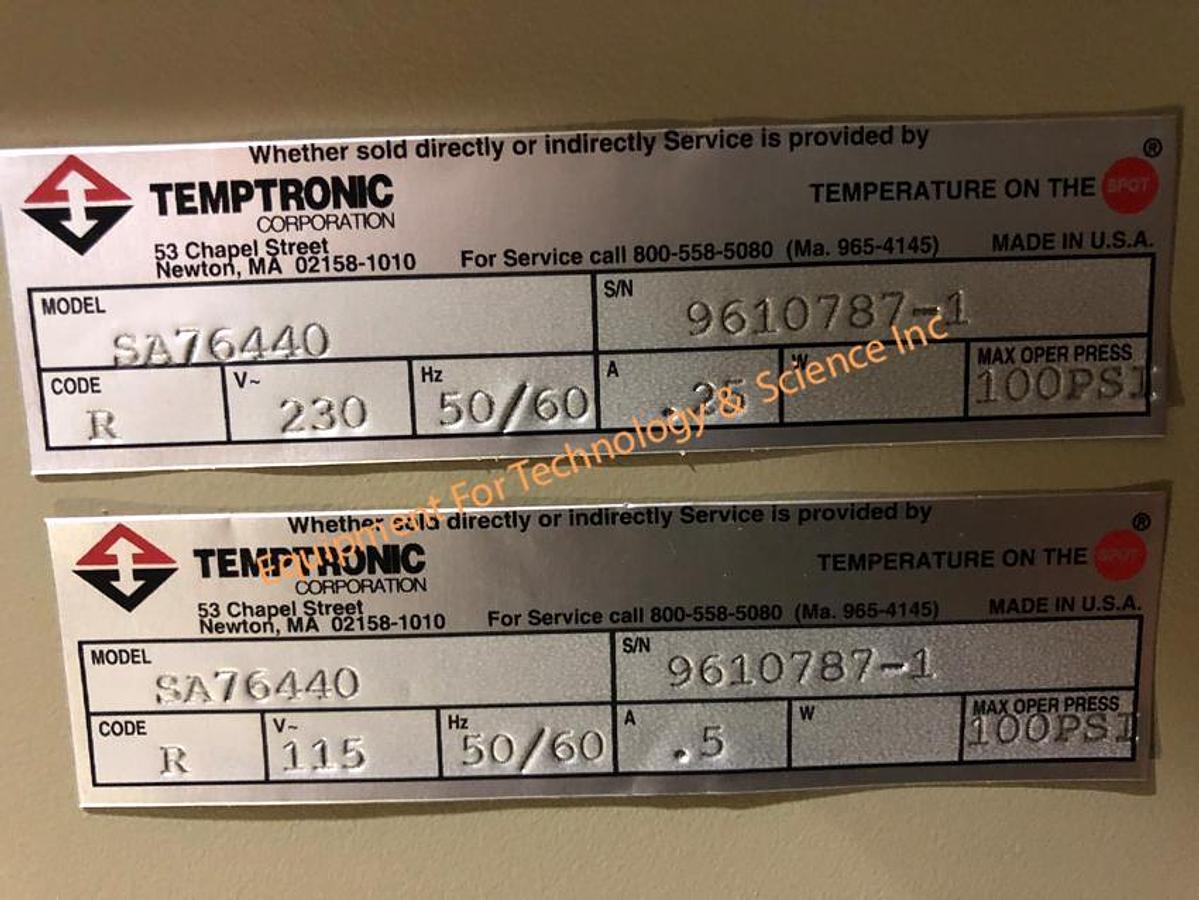 Whether sold directly or indirectly Service is provided by
®
TEMPTRONIC
CORPORATION
TEMPERATURE ON THE SPOT
53 Chapel Street
Newton, MA 02158-1010
For Service call 800-558-5080 (Ma. 965-4145)
MADE IN U.S.A.
MODEL SA76440
S/N 9610787-1
CODE R
V~ 230
Hz 50/60
A .25
W
MAX OPER PRESS 100PSI
Equipment For Technology & Science Inc
Whether sold directly or indirectly Service is provided by
®
TEMPTRONIC
CORPORATION
TEMPERATURE ON THE SPOT
53 Chapel Street
Newton, MA 02158-1010
For Service call 800-558-5080 (Ma. 965-4145)
MADE IN U.S.A.
MODEL SA76440
S/N 9610787-1
CODE R
V~ 115
Hz 50/60
A .5
W
MAX OPER PRESS 100PSI